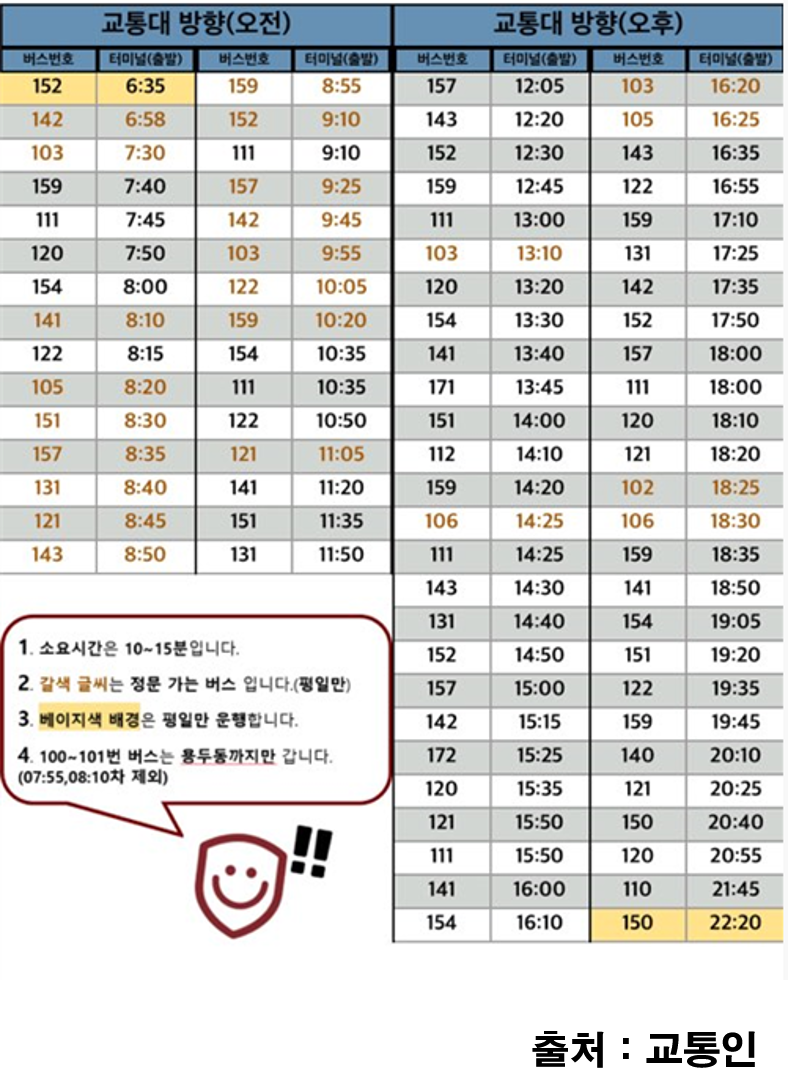 교통대 방향(오전) 교통대 방향(오후)
버스번호 터미널(출발) 버스번호 터미널(출발) 버스번호 터미널(출발) 버스번호 터미널(출발)
152 6:35 159 8:55 157 12:05 103 16:20
142 6:58 152 9:10 143 12:20 105 16:25
103 7:30 111 9:10 152 12:30 143 16:35
159 7:40 157 9:25 159 12:45 122 16:55
111 7:45 142 9:45 111 13:00 159 17:10
120 7:50 103 9:55 103 13:10 131 17:25
154 8:00 122 10:05 120 13:20 142 17:35
141 8:10 159 10:20 154 13:30 152 17:50
122 8:15 154 10:35 141 13:40 157 18:00
105 8:20 111 10:35 171 13:45 111 18:00
151 8:30 122 10:50 151 14:00 120 18:10
157 8:35 121 11:05 112 14:10 121 18:20
131 8:40 141 11:20 159 14:20 102 18:25
121 8:45 151 11:35 106 14:25 106 18:30
143 8:50 131 11:50 111 14:25 159 18:35
143 14:30 141 18:50
131 14:40 154 19:05
152 14:50 151 19:20
157 15:00 122 19:35
142 15:15 159 19:45
172 15:25 140 20:10
120 15:35 121 20:25
121 15:50 150 20:40
111 15:50 120 20:55
141 16:00 110 21:45
154 16:10 150 22:20
1. 소요시간은 10~15분입니다.
2. 갈색 글씨는 정문 가는 버스 입니다.(평일만)
3. 베이지색 배경은 평일만 운행합니다.
4. 100~101번 버스는 용두동까지만 갑니다.
(07:55,08:10차 제외)
!!
출처 : 교통인